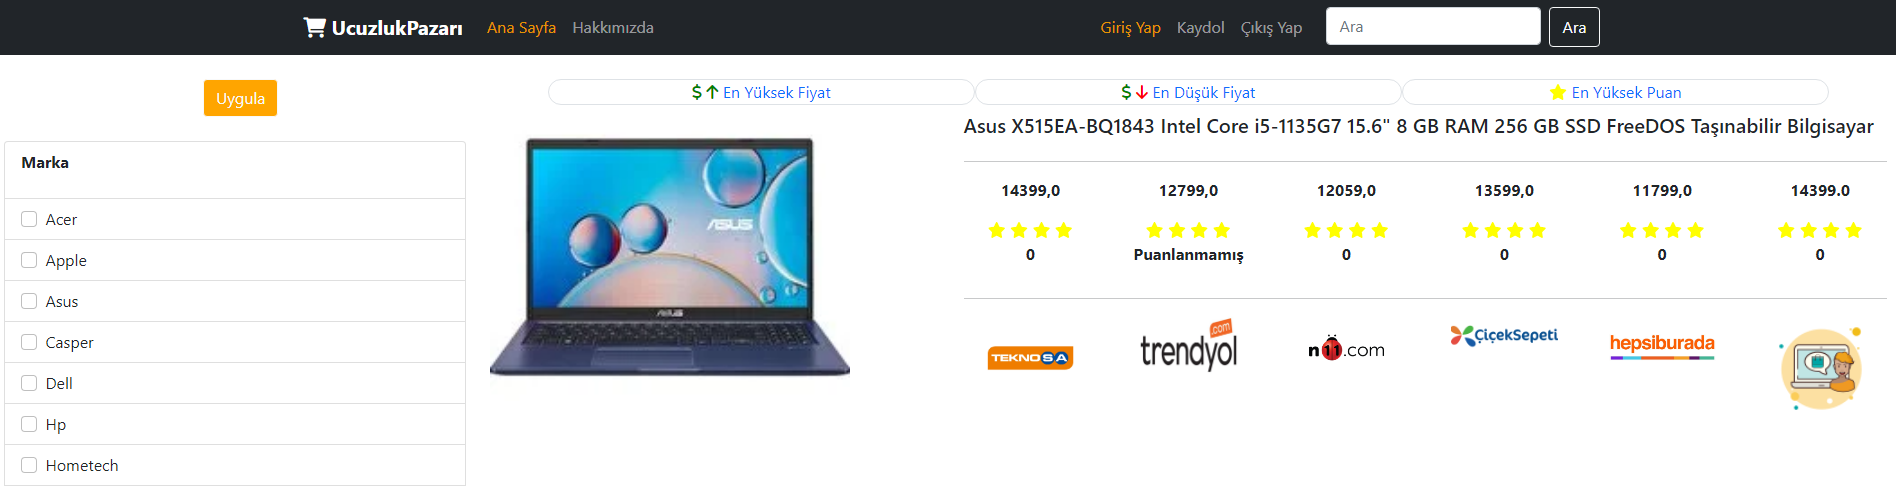 UcuzlukPazarı Ana Sayfa Hakkımızda Giriş Yap Kaydol Çıkış Yap Ara Ara
Uygula
En Yüksek Fiyat En Düşük Fiyat En Yüksek Puan
Marka
Acer
Apple
Asus
Casper
Dell
Hp
Hometech
ASUS
ASUS
Asus X515EA-BQ1843 Intel Core i5-1135G7 15.6" 8 GB RAM 256 GB SSD FreeDOS Taşınabilir Bilgisayar
14399,0 12799,0 12059,0 13599,0 11799,0 14399.0
0 Puanlanmamış 0 0 0 0
TEKNOSA trendyol.com n11.com ÇiçekSepeti hepsiburada